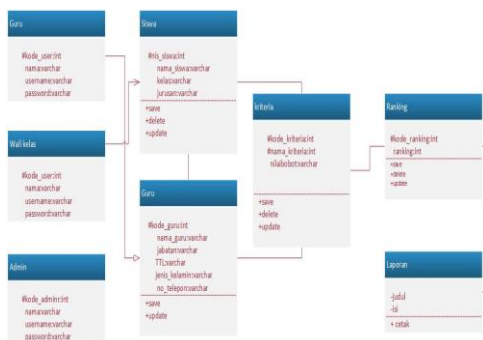 Guru
#kode_user:int
nama:varchar
username:varchar
password:varchar
Wali kelas
#kode_user:int
nama:varchar
username:varchar
password:varchar
Admin
#kode_adminr:int
nama:varchar
username:varchar
password:varchar
Siswa
#nis_siswa:int
nama_siswa:varchar
kelas:varchar
jurusan:varchar
+save
+delete
+update
Guru
#kode_guru:int
nama_guru:varchar
jabatan:varchar
TTL:varchar
jenis_kelamin:varchar
no_telepon:varchar
+save
+update
kriteria
#kode_kriteria:int
#nama_kriteria:int
nilaibobot:varchar
+save
+delete
+update
Ranking
#kode_ranking:int
ranking:int
+save
+delete
+update
Laporan
-judul
-isi
+ cetak